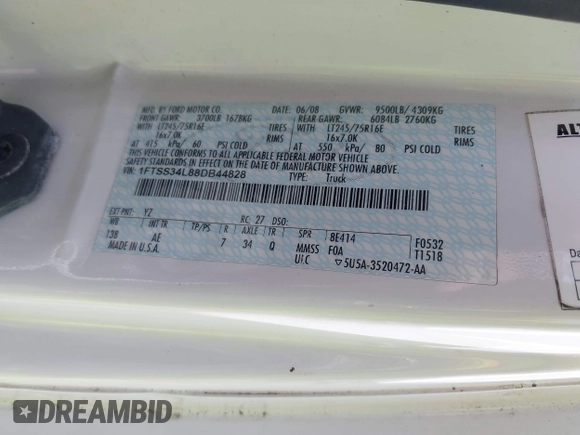 MFD. BY FORD MOTOR CO.
06/08
GVWR: 9500LB/ 4309KG
FRONT GAWR: 3700LB 1678KG
REAR GAWR: 6084LB 2760KG
WITH LT245/75R16E TIRES
WITH LT245/75R16E TIRES
16x7.0K RIMS
16x7.0K RIMS
AT 415 kPa/ 60 PSI COLD
AT 550 kPa/ 80 PSI COLD
THIS VEHICLE CONFORMS TO ALL APPLICABLE FEDERAL MOTOR VEHICLE
SAFETY STANDARDS IN EFFECT ON THE DATE OF MANUFACTURE SHOWN ABOVE.
VIN: 1FTSS34L88DB44828
TYPE: Truck
EXT PNT: YZ
RC: 27 DSO:
WB BRK INT TR TP/PS R AXLE TR SPR
138 AE 7 34 Q 8E414
F0532
T1518
MADE IN U.S.A.
MMSS FOA
UTC ▽5U5A-3520472-AA
ALT
Da
DREAMBID